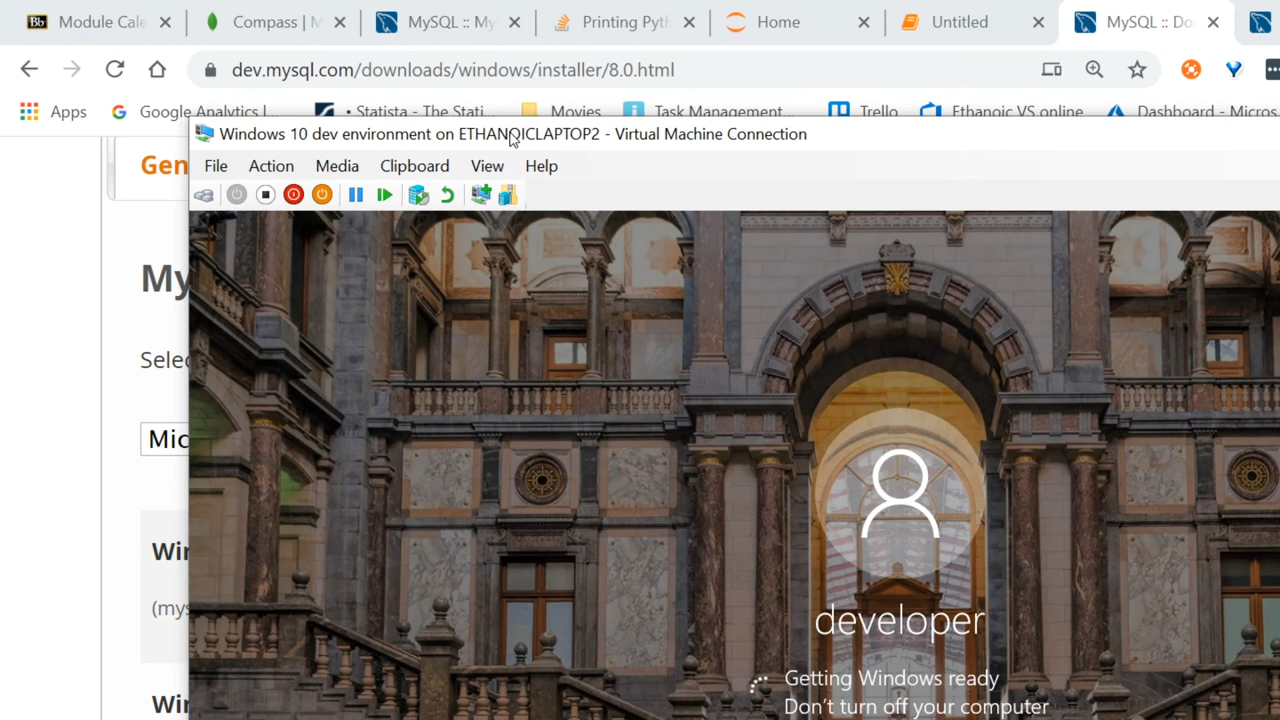 Bb Module Cale
Compass | M
MySQL :: My
Printing Pyth
Home
Untitled
MySQL :: Do
dev.mysql.com/downloads/windows/installer/8.0.html
Apps
Google Analytics |...
• Statista - The Stati...
Movies
Task Management...
Trello
Ethanoic VS online
Dashboard - Micros
Gen
Windows 10 dev environment on ETHANOICLAPTOP2 - Virtual Machine Connection
File Action Media Clipboard View Help
My
Selec
Mic
Win
(mys
Win
developer
Getting Windows ready
Don't turn off your computer